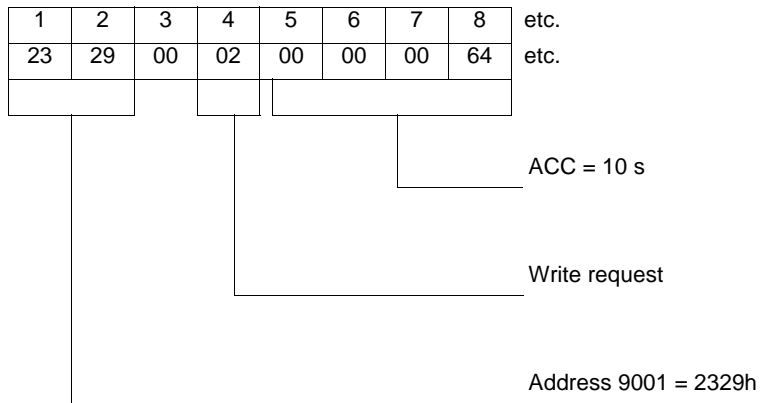 1 2 3 4 5 6 7 8 etc.
23 29 00 02 00 00 00 64 etc.
ACC = 10 s
Write request
Address 9001 = 2329h